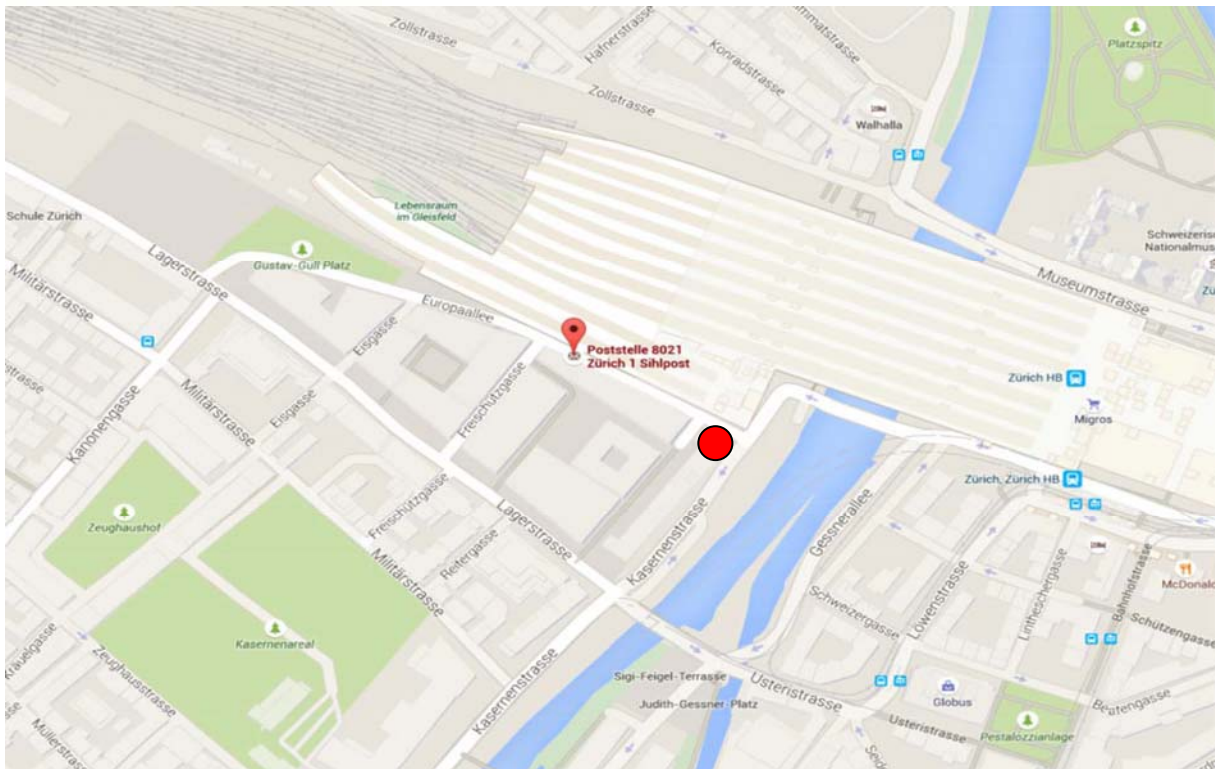 Zollstrasse
Hafnerstrasse
Konradstrasse
Platzspitz
Zollstrasse
Walhalla
Lebensraum
im Gleisfeld
Schule Zürich
Gustav-Gull Platz
Lagerstrasse
Militärstrasse
Museumstrasse
Europaallee
Eisgasse
Poststelle 8021
Zürich 1 Sihlpost
Zürich HB
Migros
Freischützgasse
Militärstrasse
Eisgasse
Kanonengasse
Zürich, Zürich HB
Gessnerallee
Lagerstrasse
Kasernenstrasse
Zeughaushof
Freischützgasse
Reitergasse
Militärstrasse
Löwenstrasse
Schweizergasse
Lintheschergasse
Bahnhofstrasse
Schützengasse
Kasernenareal
Zeughausstrasse
Müllerstrasse
Kasernenstrasse
Sigi-Feigel-Terrasse
Judith-Gessner-Platz
Usteristrasse
Globus
Usteristrasse
Pestalozzianlage